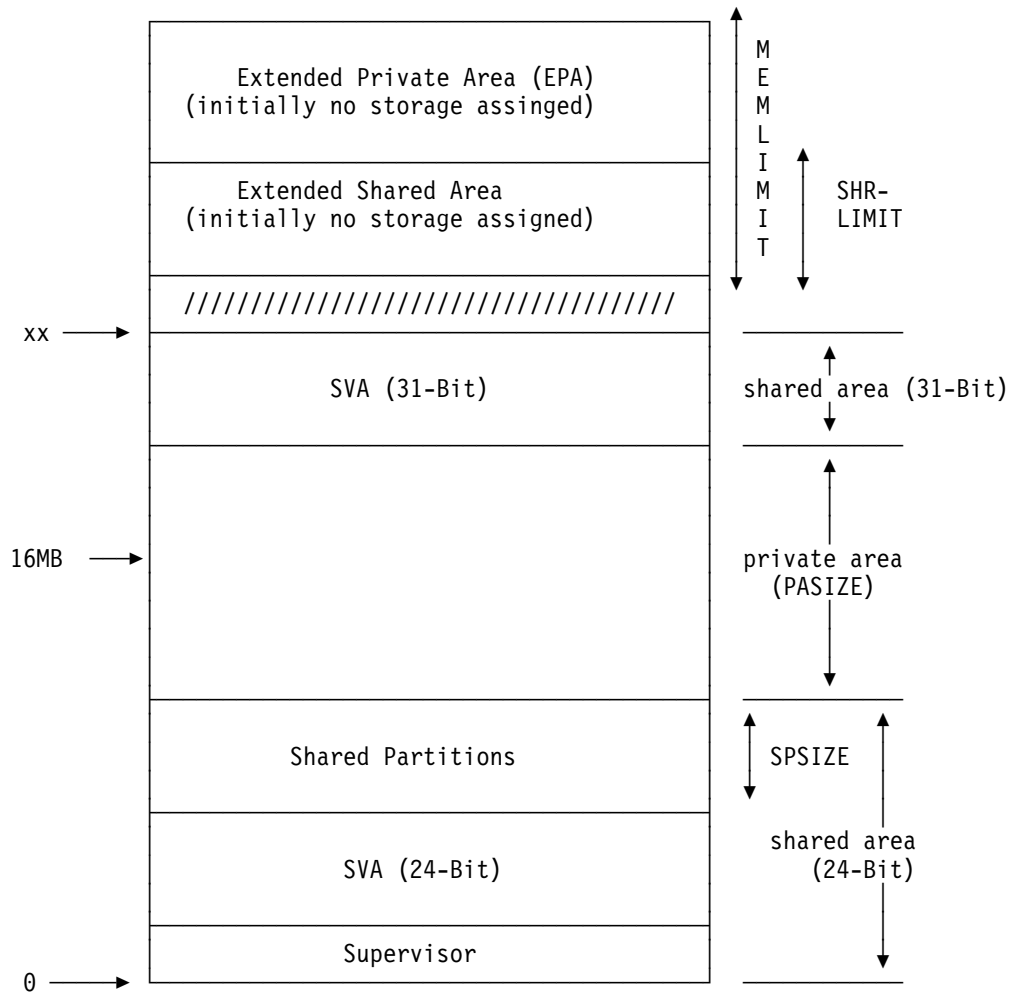 Extended Private Area (EPA)
(initially no storage assinged)
MEMLIMIT
Extended Shared Area
(initially no storage assigned)
SHR-
LIMIT
///////////////////////////////////// 
xx
SVA (31-Bit)
shared area (31-Bit)
16MB
private area
(PASIZE)
Shared Partitions
SPSIZE
shared area
(24-Bit)
SVA (24-Bit)
Supervisor
0